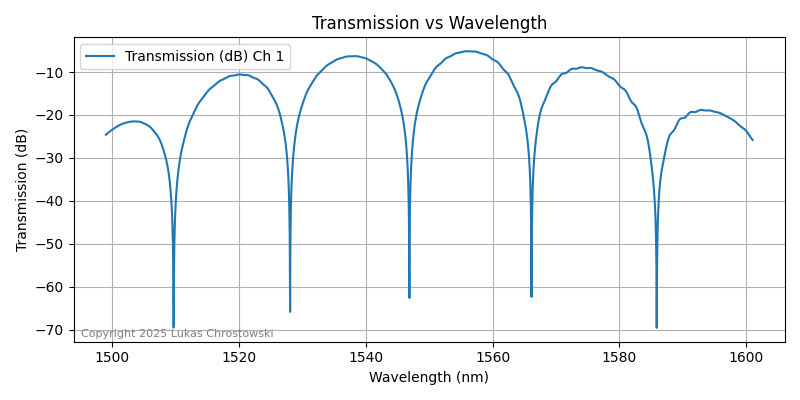 Transmission vs Wavelength
Transmission (dB) Ch 1
Transmission (dB)
−10
−20
−30
−40
−50
−60
−70
Copyright 2025 Lukas Chrostowski
1500 1520 1540 1560 1580 1600
Wavelength (nm)